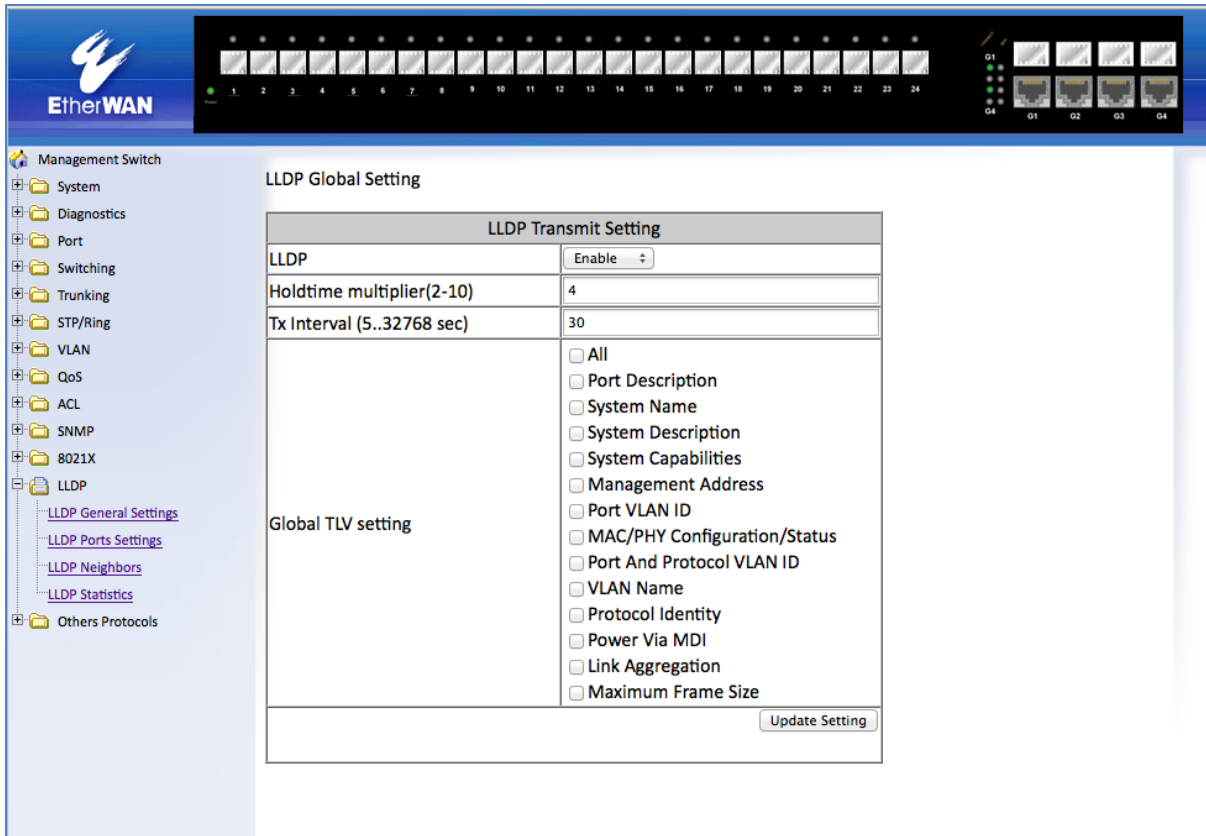 EtherWAN
Power
1 2 3 4 5 6 7 8 9 10 11 12 13 14 15 16 17 18 19 20 21 22 23 24
G1
G4
G1 G2 G3 G4
Management Switch
System
Diagnostics
Port
Switching
Trunking
STP/Ring
VLAN
QoS
ACL
SNMP
8021X
LLDP
LLDP General Settings
LLDP Ports Settings
LLDP Neighbors
LLDP Statistics
Others Protocols
LLDP Global Setting
LLDP Transmit Setting
LLDP Enable
Holdtime multiplier(2-10) 4
Tx Interval (5..32768 sec) 30
Global TLV setting
All
Port Description
System Name
System Description
System Capabilities
Management Address
Port VLAN ID
MAC/PHY Configuration/Status
Port And Protocol VLAN ID
VLAN Name
Protocol Identity
Power Via MDI
Link Aggregation
Maximum Frame Size
Update Setting